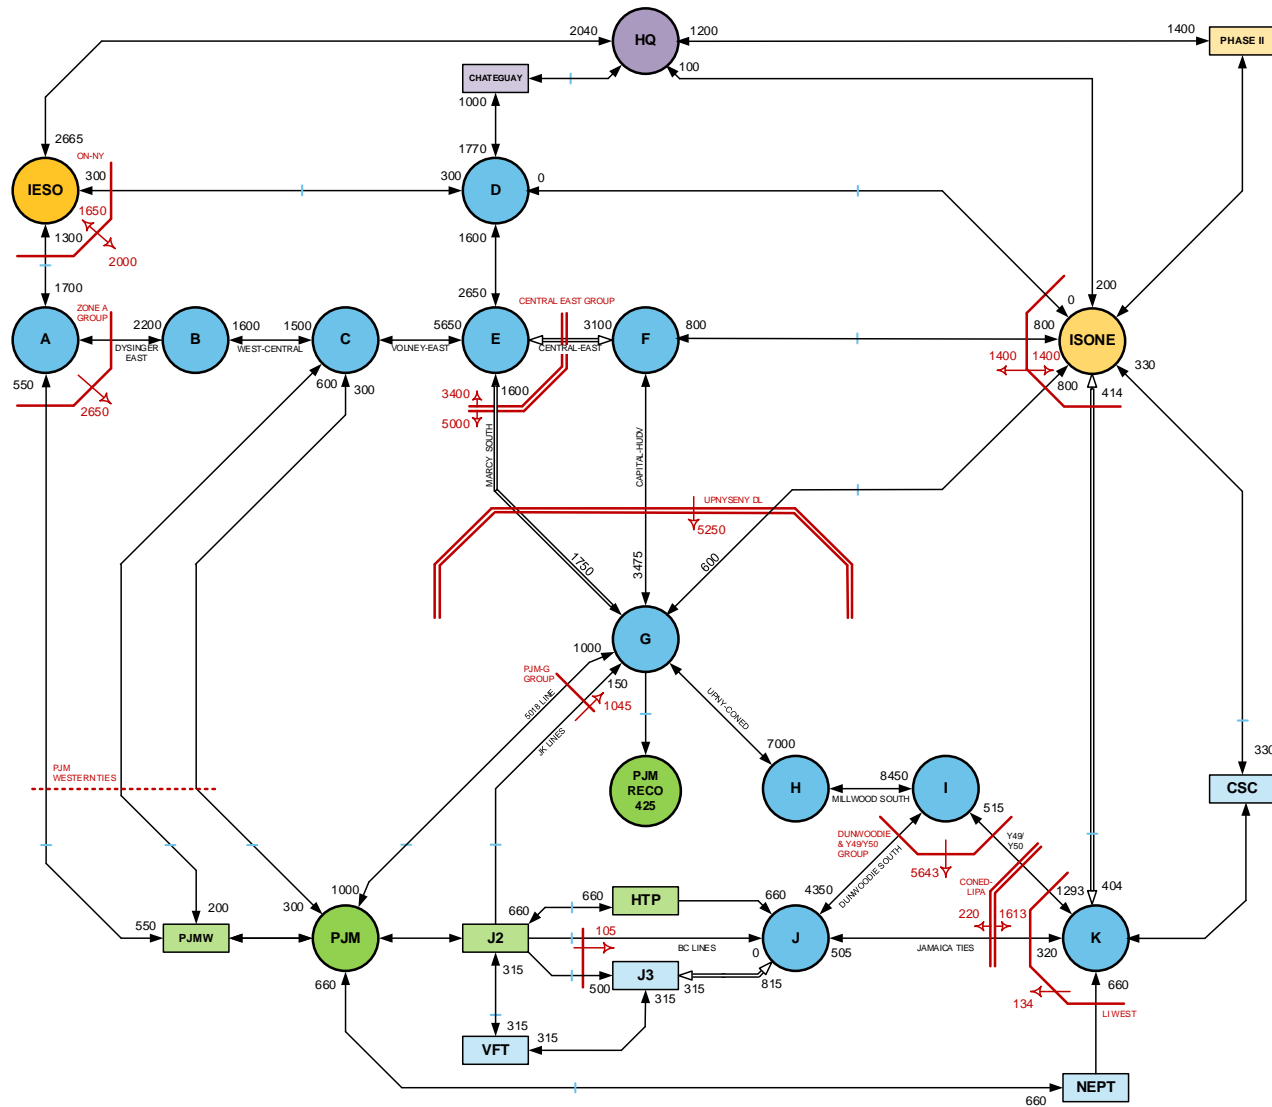 2040
HQ
1200
1400
PHASE II
100
CHATEGUAY
1000
2665
ON-NY
300
IESO
1650
1300
2000
1770
300
D
0
1600
1700
ZONE A
GROUP
2650
CENTRAL EAST GROUP
200
0
A
2200
DYSINGER
EAST
B
1600
WEST-CENTRAL
1500
C
5650
VOLNEY-EAST
E
3100
CENTRAL-EAST
F
800
800
ISONE
550
2650
600
300
3400
5000
1600
1400
1400
800
330
414
MARCY SOUTH
CAPITAL-HUDV
UPNYSENY DL
5250
1750
3475
600
G
1000
PJM-G
GROUP
150
1045
5018 LINE
JK LINES
UPNY-CONED
PJM
WESTERN TIES
PJM
RECO
425
7000
H
8450
MILLWOOD SOUTH
I
515
330
CSC
DUNWOODIE
& Y49/Y50
GROUP
5643
DUNWOODIE SOUTH
Y49/
Y50
CONED-
LIPA
1000
200
550
PJMW
300
PJM
660
660
J2
315
660
HTP
660
4350
105
BC LINES
0
J
505
JAMAICA TIES
220
1613
1293
404
320
K
500
J3
315
315
815
134
LI WEST
660
315
VFT
315
NEPT
660